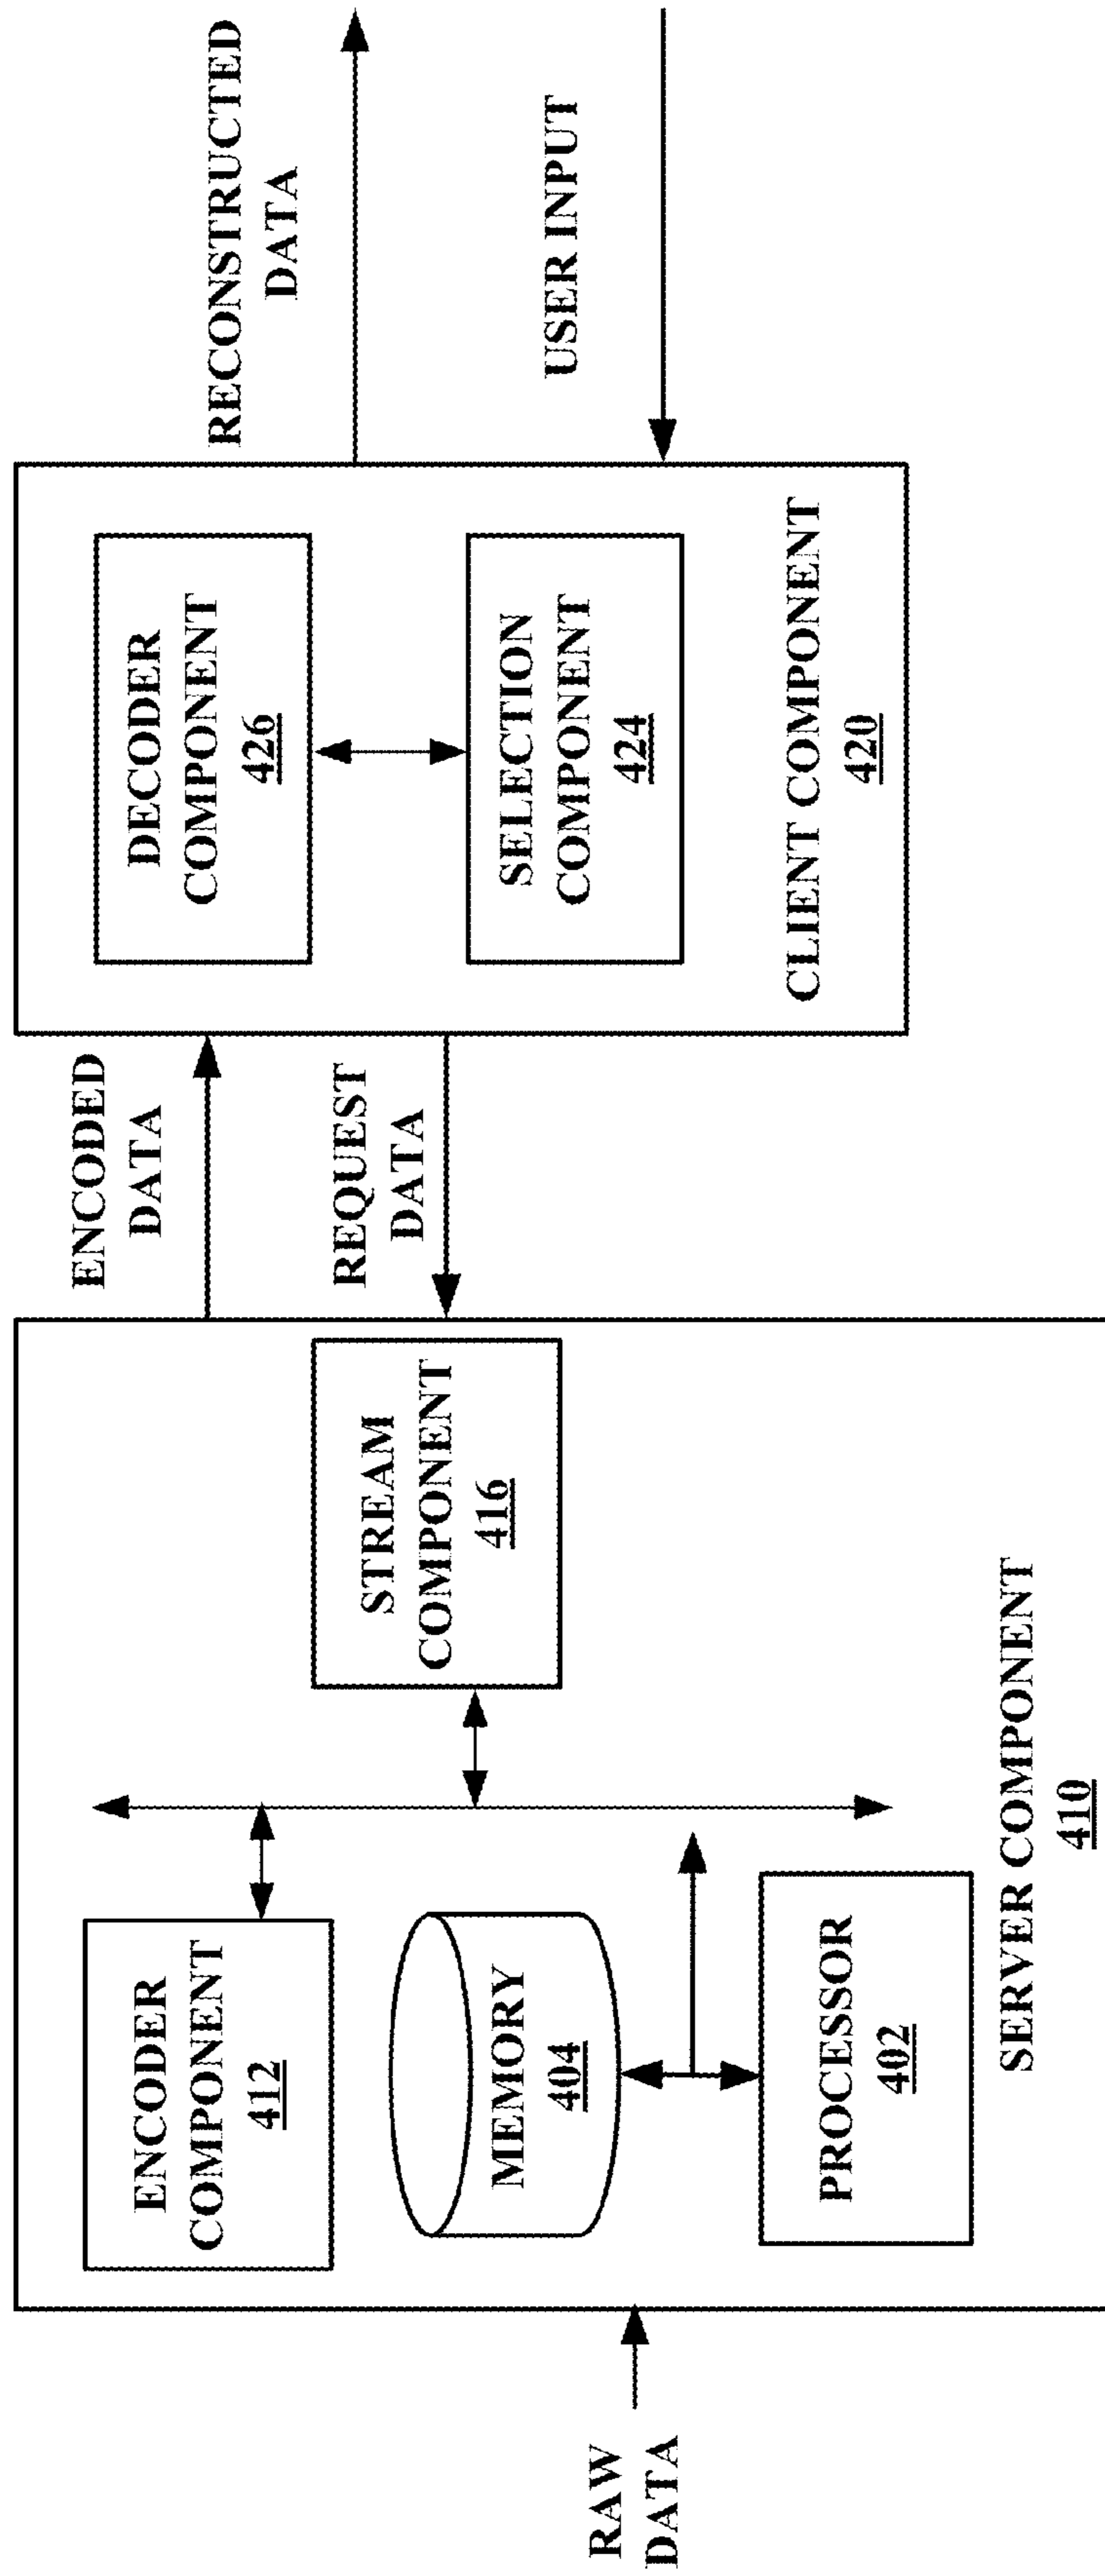 RAW
DATA
ENCODER
COMPONENT
412
MEMORY
404
PROCESSOR
402
STREAM
COMPONENT
416
SERVER COMPONENT
410
ENCODED
DATA
REQUEST
DATA
DECODER
COMPONENT
426
SELECTION
COMPONENT
424
CLIENT COMPONENT
420
RECONSTRUCTED
DATA
USER INPUT